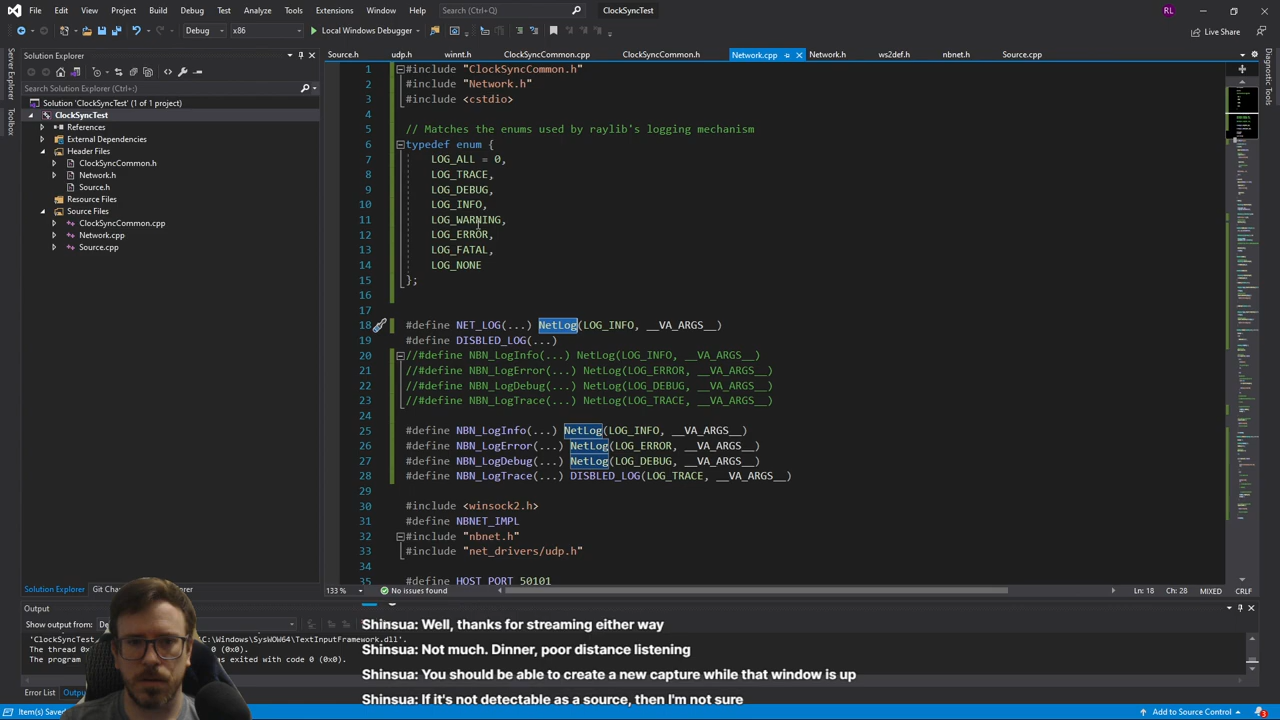 File Edit View Git Project Build Debug Test Analyze Tools Extensions Window Help Search (Ctrl+Q) ClockSyncTest RL
Debug x86 Local Windows Debugger Live Share
Server Explorer
Toolbox
Solution Explorer
Search Solution Explorer (Ctrl+;)
Solution 'ClockSyncTest' (1 of 1 project)
ClockSyncTest
References
External Dependencies
Header Files
ClockSyncCommon.h
Network.h
Source.h
Resource Files
Source Files
ClockSyncCommon.cpp
Network.cpp
Source.cpp
Solution Explorer Git Chan
Source.h udp.h winnt.h ClockSyncCommon.cpp ClockSyncCommon.h Network.cpp Network.h ws2def.h nbnet.h Source.cpp
Diagnostic Tools
1 #include "ClockSyncCommon.h"
2 #include "Network.h"
3 #include <cstdio>
4
5 // Matches the enums used by raylib's logging mechanism
6 typedef enum {
7 LOG_ALL = 0,
8 LOG_TRACE,
9 LOG_DEBUG,
10 LOG_INFO,
11 LOG_WARNING,
12 LOG_ERROR,
13 LOG_FATAL,
14 LOG_NONE
15 };
16
17
18 #define NET_LOG(...) NetLog(LOG_INFO, __VA_ARGS__)
19 #define DISBLED_LOG(...)
20 //#define NBN_LogInfo(...) NetLog(LOG_INFO, __VA_ARGS__)
21 //#define NBN_LogError(...) NetLog(LOG_ERROR, __VA_ARGS__)
22 //#define NBN_LogDebug(...) NetLog(LOG_DEBUG, __VA_ARGS__)
23 //#define NBN_LogTrace(...) NetLog(LOG_TRACE, __VA_ARGS__)
24
25 #define NBN_LogInfo(...) NetLog(LOG_INFO, __VA_ARGS__)
26 #define NBN_LogError(...) NetLog(LOG_ERROR, __VA_ARGS__)
27 #define NBN_LogDebug(...) NetLog(LOG_DEBUG, __VA_ARGS__)
28 #define NBN_LogTrace(...) DISBLED_LOG(LOG_TRACE, __VA_ARGS__)
29
30 #include <winsock2.h>
31 #define NBNET_IMPL
32 #include "nbnet.h"
33 #include "net_drivers/udp.h"
35 #define HOST_PORT 50101
133 % No issues found Ln: 18 Ch: 28 MIXED CRLF
Output
Show output from: De
'ClockSyncTest (C:\Windows\SysWOW64\TextInputFramework.dll'.
The thread 0x has exited with code 0 (0x0).
The program was exited with code 0 (0x0).
Error List Outpu
Shinsua: Well, thanks for streaming either way
Shinsua: Not much. Dinner, poor distance listening
Shinsua: You should be able to create a new capture while that window is up
Shinsua: If it's not detectable as a source, then I'm not sure
Item(s) Saved Add to Source Control 3